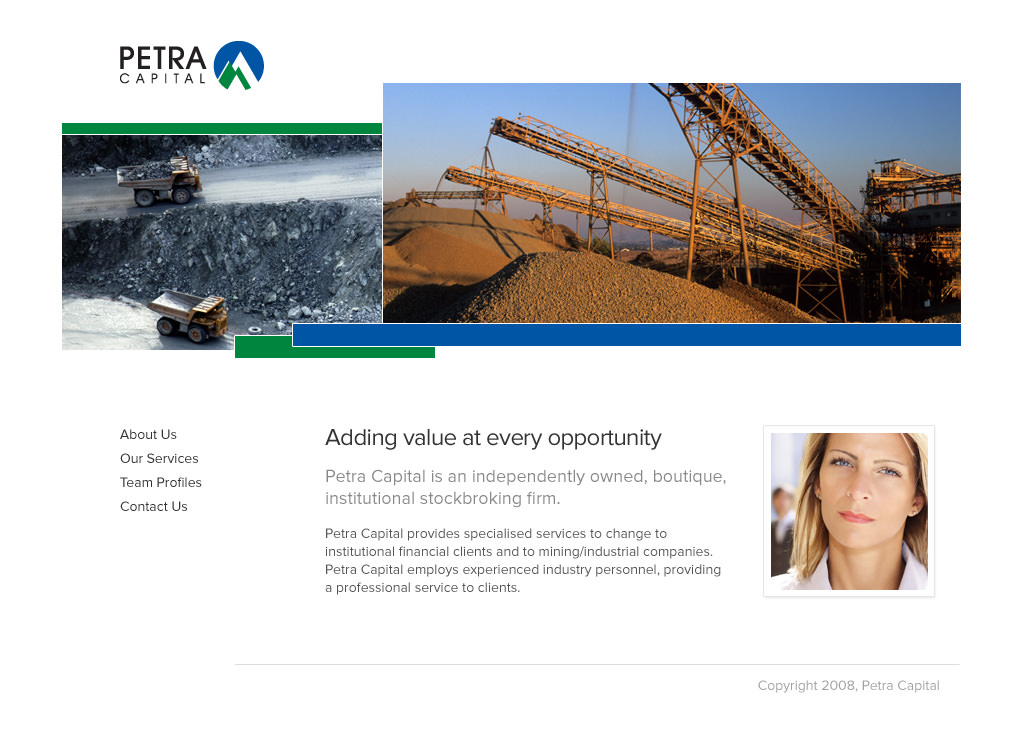 PETRA
CAPITAL
About Us
Our Services
Team Profiles
Contact Us
Adding value at every opportunity
Petra Capital is an independently owned, boutique,
institutional stockbroking firm.
Petra Capital provides specialised services to change to
institutional financial clients and to mining/industrial companies.
Petra Capital employs experienced industry personnel, providing
a professional service to clients.
Copyright 2008, Petra Capital